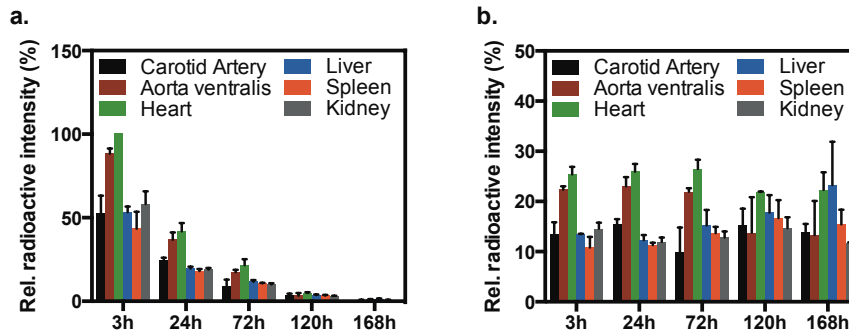 a.
Rel. radioactive intensity (%)
150
100
50
0
Carotid Artery
Aorta ventralis
Heart
Liver
Spleen
Kidney
3h 24h 72h 120h 168h
b.
Rel. radioactive intensity (%)
50
40
30
20
10
0
Carotid Artery
Aorta ventralis
Heart
Liver
Spleen
Kidney
3h 24h 72h 120h 168h